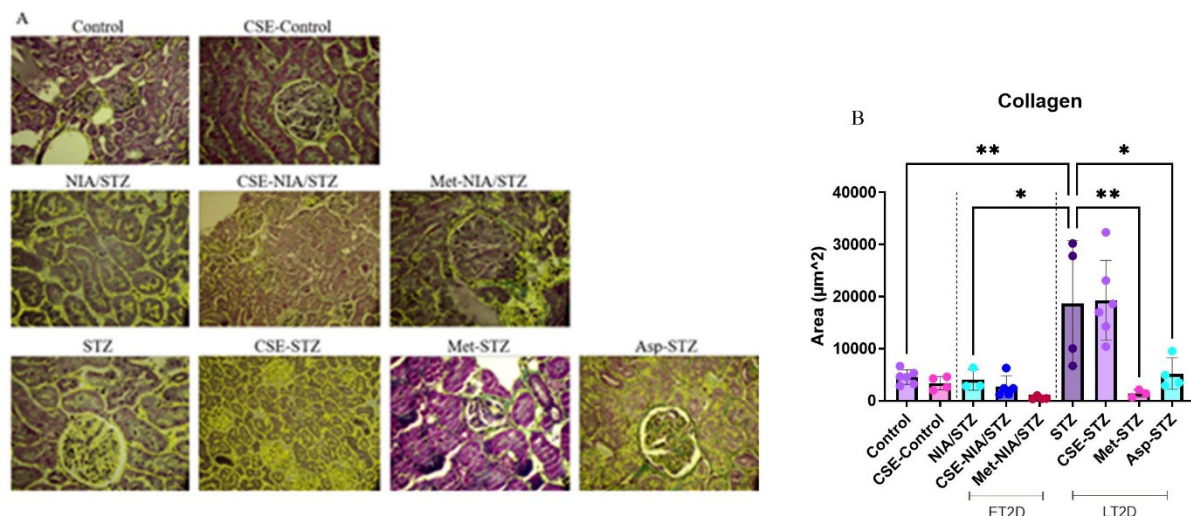 A
Control CSE-Control
NIA/STZ CSE-NIA/STZ Met-NIA/STZ
STZ CSE-STZ Met-STZ Asp-STZ
B
Collagen
** *
* **
Area (µm^2)
40000
30000
20000
10000
0
Control
CSE-Control
NIA/STZ
CSE-NIA/STZ
Met-NIA/STZ
STZ
CSE-STZ
Met-STZ
Asp-STZ
ET2D LT2D